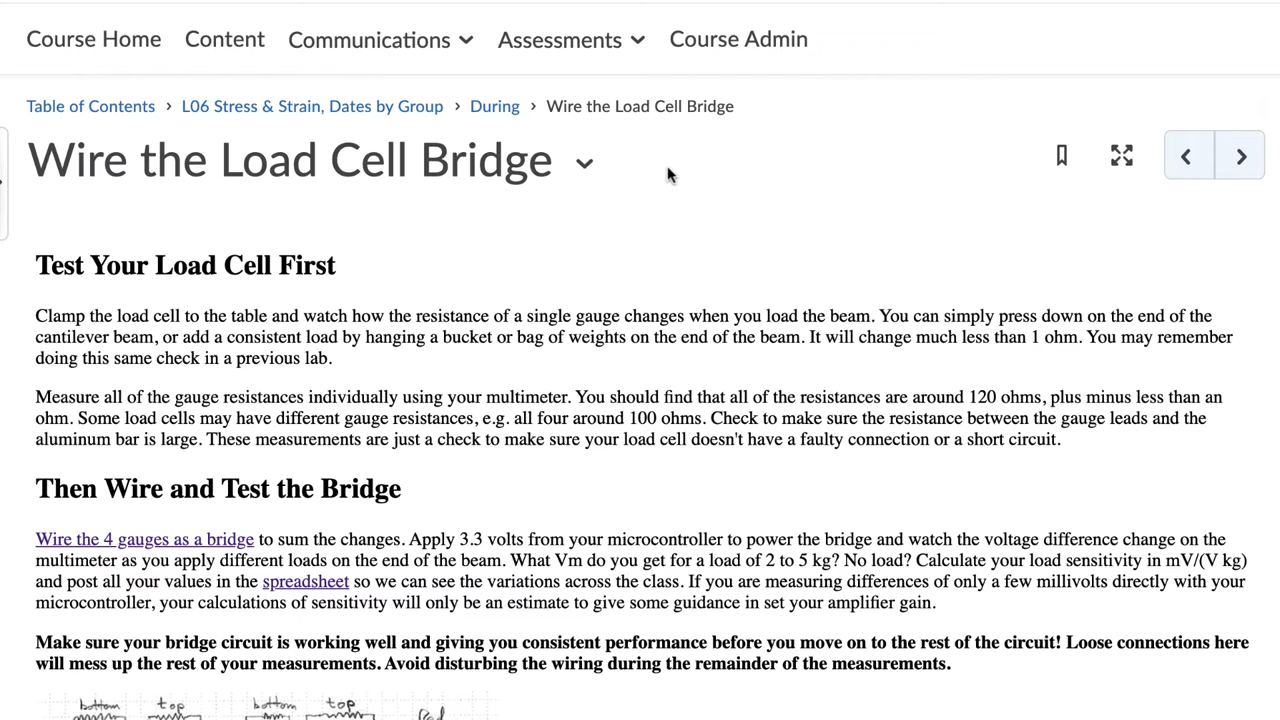 Course Home Content Communications Assessments Course Admin
Table of Contents › L06 Stress & Strain, Dates by Group › During › Wire the Load Cell Bridge
Wire the Load Cell Bridge
Test Your Load Cell First
Clamp the load cell to the table and watch how the resistance of a single gauge changes when you load the beam. You can simply press down on the end of the
cantilever beam, or add a consistent load by hanging a bucket or bag of weights on the end of the beam. It will change much less than 1 ohm. You may remember
doing this same check in a previous lab.
Measure all of the gauge resistances individually using your multimeter. You should find that all of the resistances are around 120 ohms, plus minus less than an
ohm. Some load cells may have different gauge resistances, e.g. all four around 100 ohms. Check to make sure the resistance between the gauge leads and the
aluminum bar is large. These measurements are just a check to make sure your load cell doesn't have a faulty connection or a short circuit.
Then Wire and Test the Bridge
Wire the 4 gauges as a bridge to sum the changes. Apply 3.3 volts from your microcontroller to power the bridge and watch the voltage difference change on the
multimeter as you apply different loads on the end of the beam. What Vm do you get for a load of 2 to 5 kg? No load? Calculate your load sensitivity in mV/(V kg)
and post all your values in the spreadsheet so we can see the variations across the class. If you are measuring differences of only a few millivolts directly with your
microcontroller, your calculations of sensitivity will only be an estimate to give some guidance in set your amplifier gain.
Make sure your bridge circuit is working well and giving you consistent performance before you move on to the rest of the circuit! Loose connections here
will mess up the rest of your measurements. Avoid disturbing the wiring during the remainder of the measurements.
bottom top bottom top